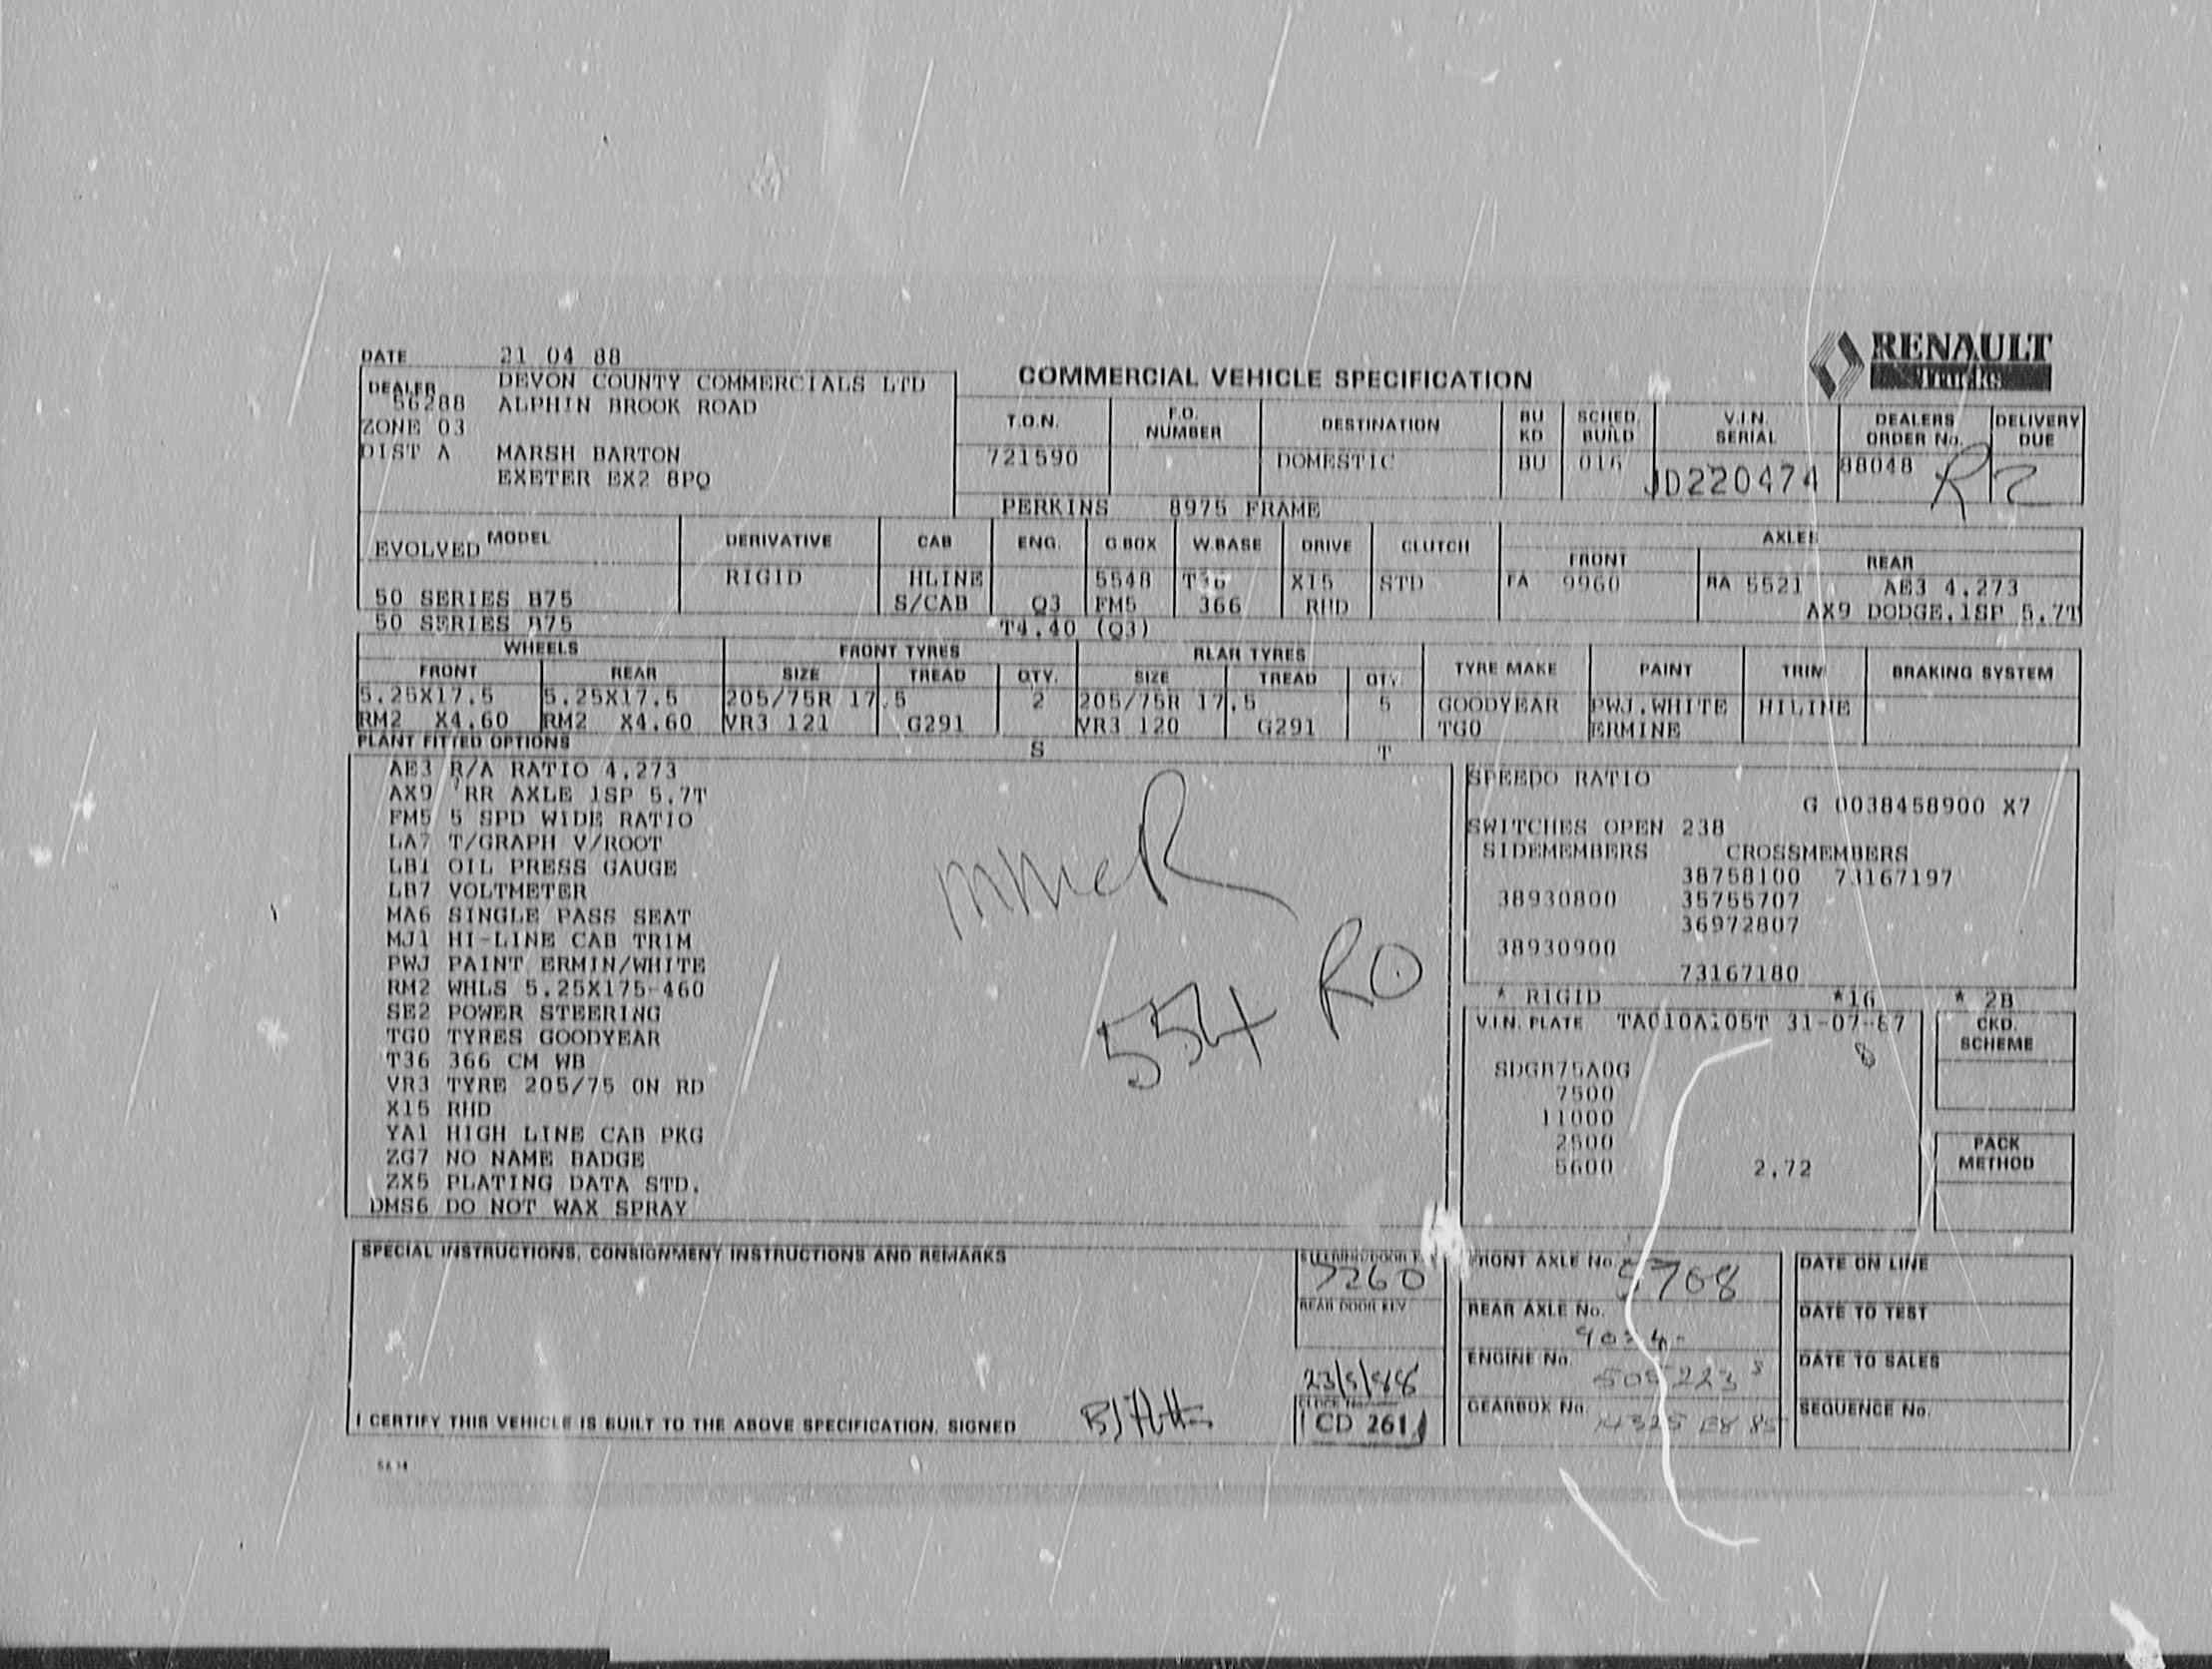 DATE 21 04 88
RENAULT
Trucks
DEALER DEVON COUNTY COMMERCIALS LTD
56288 ALPHIN BROOK ROAD
ZONE 03
DIST A MARSH BARTON
EXETER EX2 8PQ
COMMERCIAL VEHICLE SPECIFICATION
T.O.N. F.O. NUMBER DESTINATION BU KD SCHED. BUILD V.I.N. SERIAL DEALERS ORDER No. DELIVERY DUE
721590 DOMESTIC BU 016 JD220474 88048 R2
PERKINS 8975 FRAME
MODEL DERIVATIVE CAB ENG. G BOX W.BASE DRIVE CLUTCH AXLES
EVOLVED FRONT REAR
RIGID HLINE 5548 T36 X15 STD FA 9960 RA 5521 AE3 4.273
50 SERIES B75 S/CAB Q3 FM5 366 RHD AX9 DODGE.1SP 5.7T
50 SERIES B75 T4.40 (Q3)
WHEELS FRONT TYRES REAR TYRES
FRONT REAR SIZE TREAD QTY. SIZE TREAD QTY. TYRE MAKE PAINT TRIM BRAKING SYSTEM
5.25X17.5 5.25X17.5 205/75R 17.5 2 205/75R 17.5 5 GOODYEAR PWJ.WHITE HILINE
RM2 X4.60 RM2 X4.60 VR3 121 G291 VR3 120 G291 TG0 ERMINE
PLANT FITTED OPTIONS S T
AE3 R/A RATIO 4.273
AX9 RR AXLE 1SP 5.7T
FM5 5 SPD WIDE RATIO
LA7 T/GRAPH V/ROOT
LB1 OIL PRESS GAUGE
LB7 VOLTMETER
MA6 SINGLE PASS SEAT
MJ1 HI-LINE CAB TRIM
PWJ PAINT ERMIN/WHITE
RM2 WHLS 5.25X175-460
SE2 POWER STEERING
TG0 TYRES GOODYEAR
T36 366 CM WB
VR3 TYRE 205/75 ON RD
X15 RHD
YA1 HIGH LINE CAB PKG
ZG7 NO NAME BADGE
ZX5 PLATING DATA STD.
DMS6 DO NOT WAX SPRAY
554 RO
SPEEDO RATIO
G 0038458900 X7
SWITCHES OPEN 238
SIDEMEMBERS CROSSMEMBERS
38758100 73167197
38930800 35755707
36972807
38930900
73167180
* RIGID *16 * 2B
V.I.N. PLATE TA010A105T 31-07-87
8
SDGB75A0G
7500
11000
2500
5600 2.72
CKD. SCHEME
PACK METHOD
SPECIAL INSTRUCTIONS, CONSIGNMENT INSTRUCTIONS AND REMARKS
7260
REAR DOOR KEY
23/5/88
CD 261
I CERTIFY THIS VEHICLE IS BUILT TO THE ABOVE SPECIFICATION. SIGNED
FRONT AXLE No. 5768
REAR AXLE No.
ENGINE No.
GEARBOX No.
DATE ON LINE
DATE TO TEST
DATE TO SALES
SEQUENCE No.